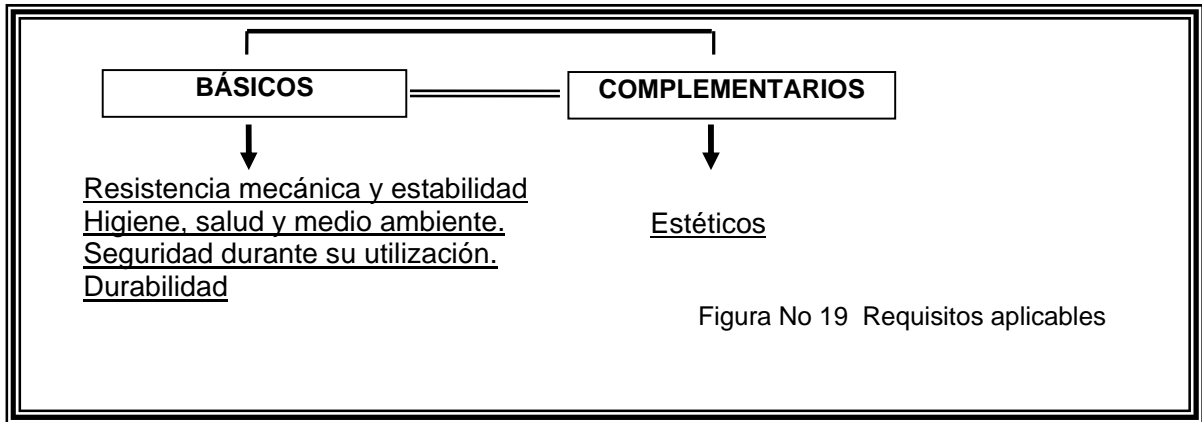 BÁSICOS
COMPLEMENTARIOS
Resistencia mecánica y estabilidad
Higiene, salud y medio ambiente.
Seguridad durante su utilización.
Durabilidad
Estéticos
Figura No 19 Requisitos aplicables